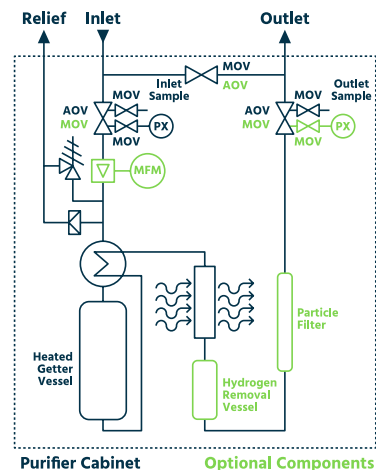 Relief Inlet Outlet
MOV
AOV
Inlet
Sample
Outlet
Sample
MOV
MOV
AOV
MOV
AOV
MOV
PX
PX
MOV
MOV
MFM
Particle
Filter
Heated
Getter
Vessel
Hydrogen
Removal
Vessel
Purifier Cabinet Optional Components